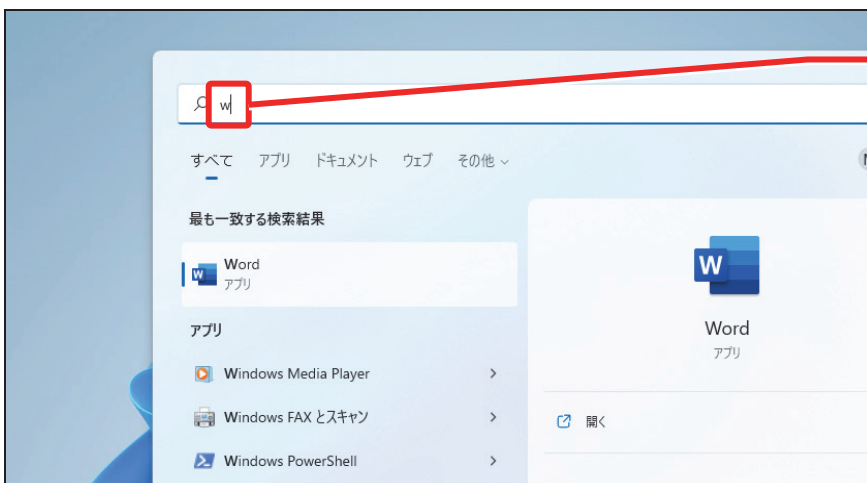 w
すべて アプリ ドキュメント ウェブ その他
最も一致する検索結果
Word
アプリ
アプリ
Windows Media Player
Windows FAX とスキャン
Windows PowerShell
W
Word
アプリ
開く